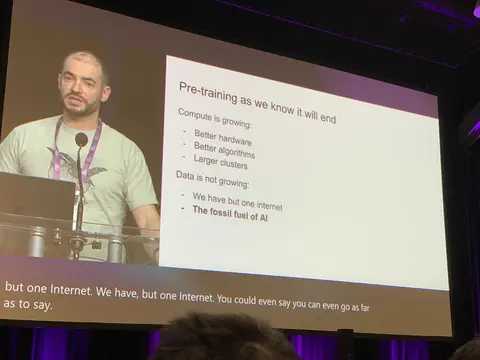 Pre-training as we know it will end
Compute is growing:
- Better hardware
- Better algorithms
- Larger clusters
Data is not growing:
- We have but one internet
- The fossil fuel of AI
but one Internet. We have, but one Internet. You could even say you can even go as far
as to say.